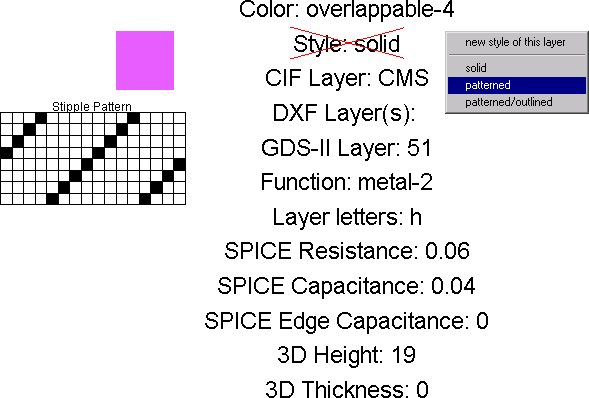 Color: overlappable-4
Style: solid
CIF Layer: CMS
DXF Layer(s):
GDS-II Layer: 51
Function: metal-2
Layer letters: h
SPICE Resistance: 0.06
SPICE Capacitance: 0.04
SPICE Edge Capacitance: 0
3D Height: 19
3D Thickness: 0
Stipple Pattern
new style of this layer
solid
patterned
patterned/outlined